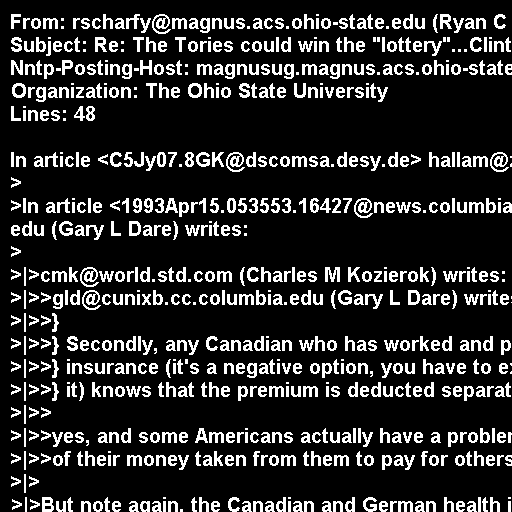 From: rscharfy@magnus.acs.ohio-state.edu (Ryan C
Subject: Re: The Tories could win the "lottery"...Clint
Nntp-Posting-Host: magnusug.magnus.acs.ohio-state
Organization: The Ohio State University
Lines: 48

In article <C5Jy07.8GK@dscomsa.desy.de> hallam@
>
>In article <1993Apr15.053553.16427@news.columbia
edu (Gary L Dare) writes:
>
>|>cmk@world.std.com (Charles M Kozierok) writes:
>|>>gld@cunixb.cc.columbia.edu (Gary L Dare) write
>|>>}
>|>>} Secondly, any Canadian who has worked and p
>|>>} insurance (it's a negative option, you have to e
>|>>} it) knows that the premium is deducted separat
>|>>
>|>>yes, and some Americans actually have a proble
>|>>of their money taken from them to pay for others
>|>
>|>But note again, the Canadian and German health i